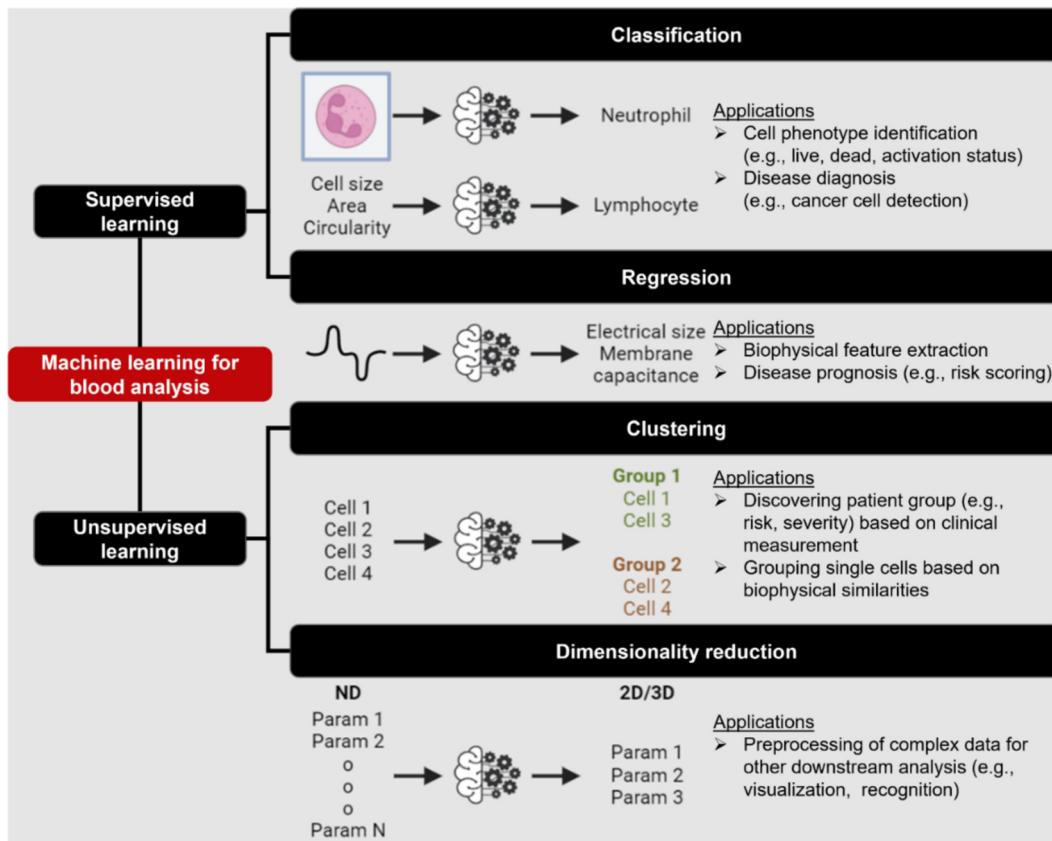 Classification
Neutrophil
Cell size
Area
Circularity
Lymphocyte
Applications
➢ Cell phenotype identification
(e.g., live, dead, activation status)
➢ Disease diagnosis
(e.g., cancer cell detection)
Supervised
learning
Regression
Electrical size
Membrane
capacitance
Applications
➢ Biophysical feature extraction
➢ Disease prognosis (e.g., risk scoring)
Machine learning for
blood analysis
Clustering
Cell 1
Cell 2
Cell 3
Cell 4
Group 1
Cell 1
Cell 3
Group 2
Cell 2
Cell 4
Applications
➢ Discovering patient group (e.g.,
risk, severity) based on clinical
measurement
➢ Grouping single cells based on
biophysical similarities
Unsupervised
learning
Dimensionality reduction
ND
Param 1
Param 2
o
o
o
Param N
2D/3D
Param 1
Param 2
Param 3
Applications
➢ Preprocessing of complex data for
other downstream analysis (e.g.,
visualization, recognition)